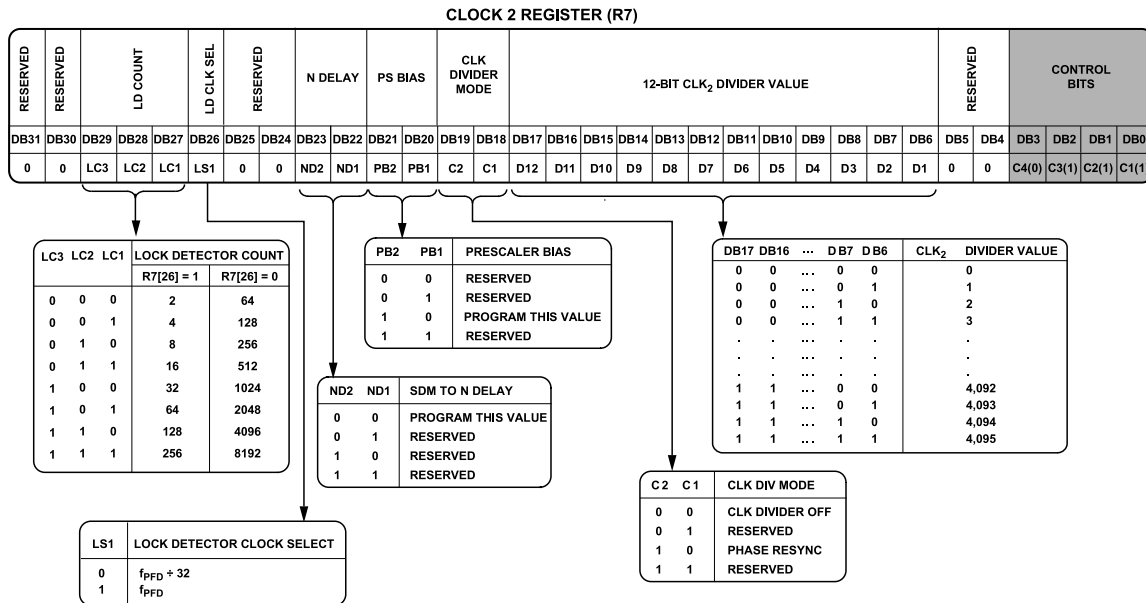 CLOCK 2 REGISTER (R7)
RESERVED RESERVED LD COUNT LD CLK SEL RESERVED N DELAY PS BIAS CLK DIVIDER MODE 12-BIT CLK2 DIVIDER VALUE RESERVED CONTROL BITS
DB31 DB30 DB29 DB28 DB27 DB26 DB25 DB24 DB23 DB22 DB21 DB20 DB19 DB18 DB17 DB16 DB15 DB14 DB13 DB12 DB11 DB10 DB9 DB8 DB7 DB6 DB5 DB4 DB3 DB2 DB1 DB0
0 0 LC3 LC2 LC1 LS1 0 0 ND2 ND1 PB2 PB1 C2 C1 D12 D11 D10 D9 D8 D7 D6 D5 D4 D3 D2 D1 0 0 C4(0) C3(1) C2(1) C1(1
LC3 LC2 LC1 LOCK DETECTOR COUNT
R7[26] = 1 R7[26] = 0
0 0 0 2 64
0 0 1 4 128
0 1 0 8 256
0 1 1 16 512
1 0 0 32 1024
1 0 1 64 2048
1 1 0 128 4096
1 1 1 256 8192
PB2 PB1 PRESCALER BIAS
0 0 RESERVED
0 1 RESERVED
1 0 PROGRAM THIS VALUE
1 1 RESERVED
DB17 DB16 ... DB7 DB6 CLK2 DIVIDER VALUE
0 0 ... 0 0 0
0 0 ... 0 1 1
0 0 ... 1 0 2
0 0 ... 1 1 3
. . . . .
. . . . .
. . . . .
1 1 ... 0 0 4,092
1 1 ... 0 1 4,093
1 1 ... 1 0 4,094
1 1 ... 1 1 4,095
ND2 ND1 SDM TO N DELAY
0 0 PROGRAM THIS VALUE
0 1 RESERVED
1 0 RESERVED
1 1 RESERVED
C2 C1 CLK DIV MODE
0 0 CLK DIVIDER OFF
0 1 RESERVED
1 0 PHASE RESYNC
1 1 RESERVED
LS1 LOCK DETECTOR CLOCK SELECT
0 fPFD ÷ 32
1 fPFD